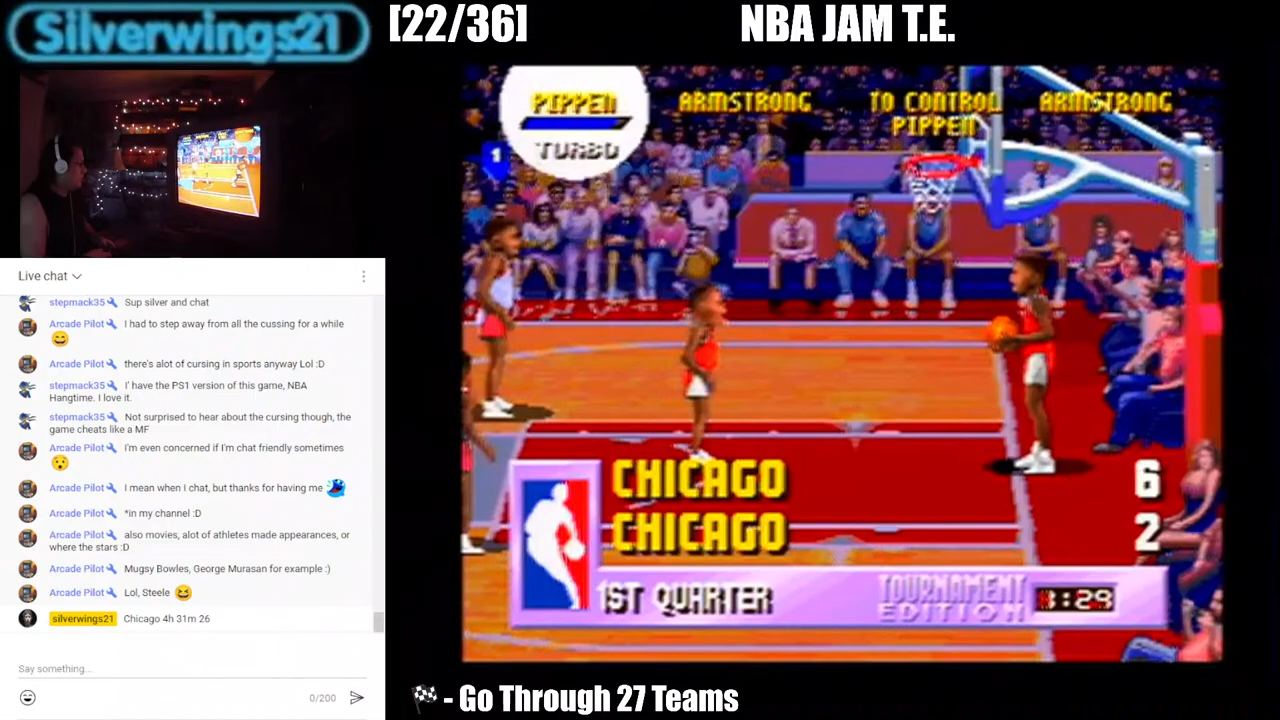 Silverwings21
[22/36]
NBA JAM T.E.
PIPPEN
TURBO
1
ARMSTRONG
TO CONTROL
PIPPEN
ARMSTRONG
Live chat
stepmack35 Sup silver and chat
Arcade Pilot I had to step away from all the cussing for a while
Arcade Pilot there's alot of cursing in sports anyway Lol :D
stepmack35 I' have the PS1 version of this game, NBA
Hangtime. I love it.
stepmack35 Not surprised to hear about the cursing though, the
game cheats like a MF
Arcade Pilot I'm even concerned if I'm chat friendly sometimes
Arcade Pilot I mean when I chat, but thanks for having me
Arcade Pilot *in my channel :D
Arcade Pilot also movies, alot of athletes made appearances, or
where the stars :D
Arcade Pilot Mugsy Bowles, George Murasan for example :)
Arcade Pilot Lol, Steele
silverwings21 Chicago 4h 31m 26
Say something...
0/200
CHICAGO 6
CHICAGO 2
1ST QUARTER
TOURNAMENT
EDITION
:29
- Go Through 27 Teams